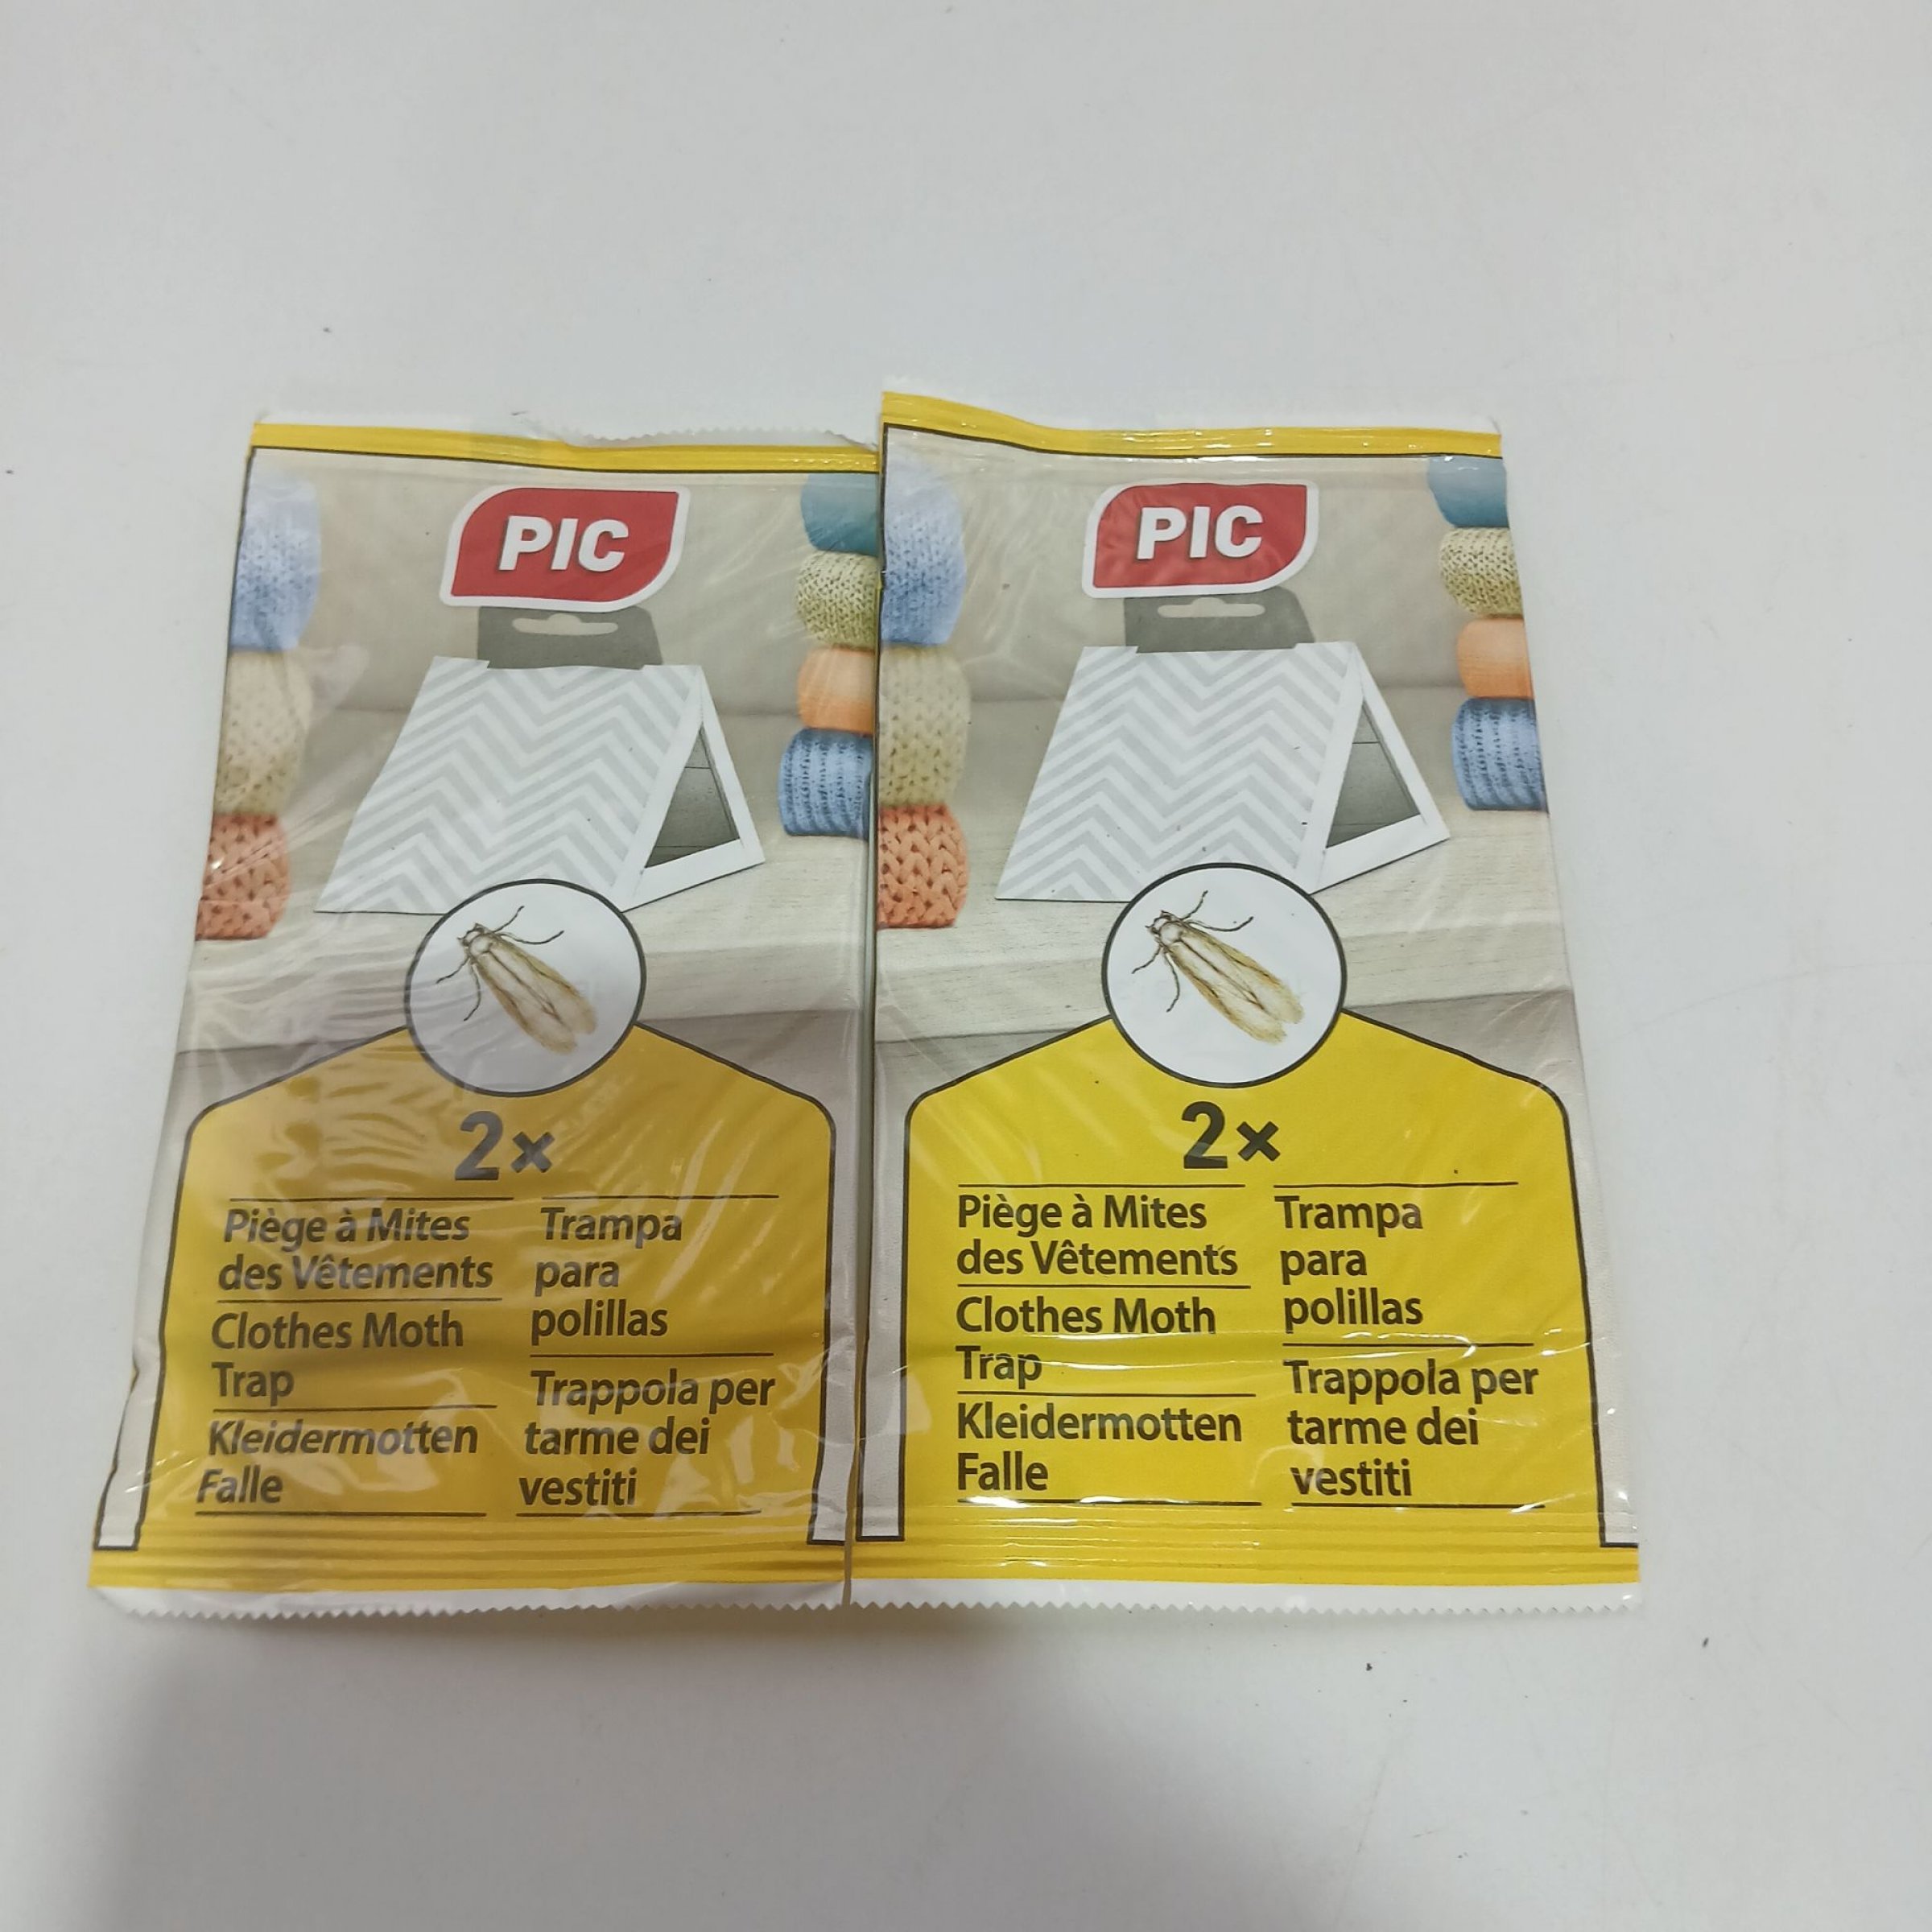 PIC
2×
Piège à Mites
des Vêtements
Clothes Moth
Trap
Kleidermotten
Falle
Trampa
para
polillas
Trappola per
tarme dei
vestiti
PIC
2×
Piège à Mites
des Vêtements
Clothes Moth
Trap
Kleidermotten
Falle
Trampa
para
polillas
Trappola per
tarme dei
vestiti